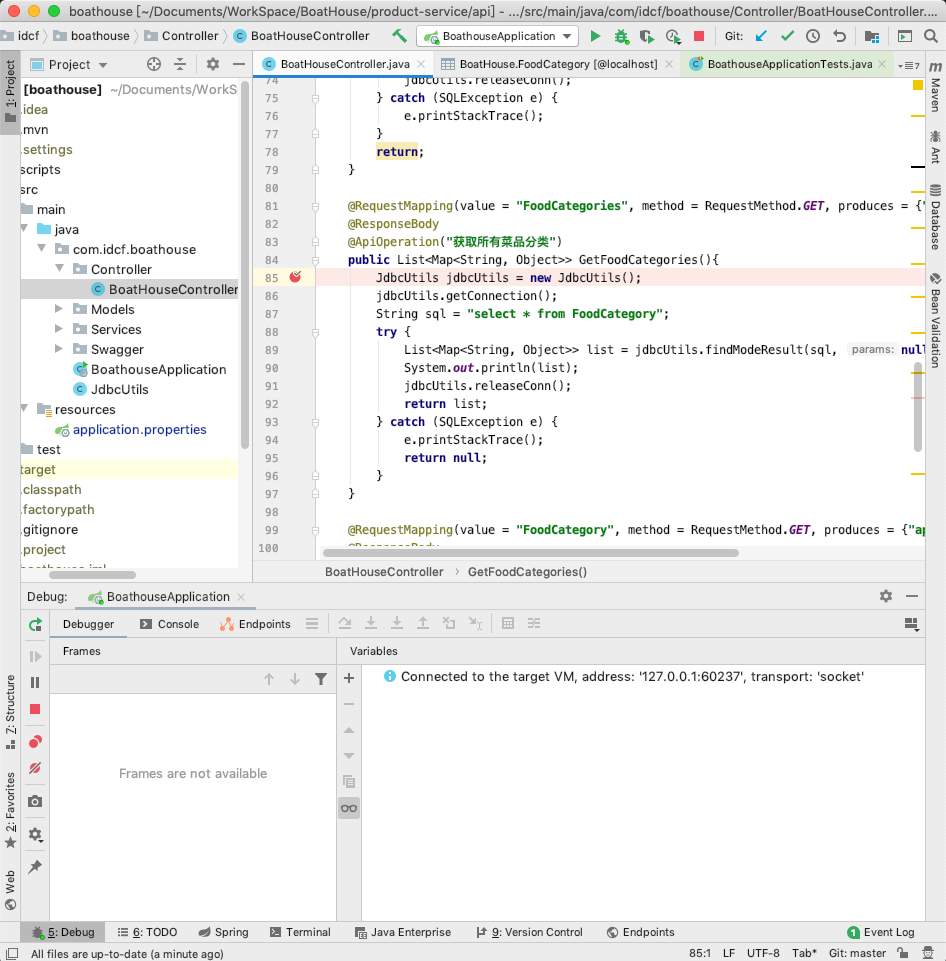 boathouse [~/Documents/WorkSpace/BoatHouse/product-service/api] - .../src/main/java/com/idcf/boathouse/Controller/BoatHouseController....
idcf boathouse Controller BoatHouseController BoathouseApplication Git:
Project BoatHouseController.java BoatHouse.FoodCategory [@localhost] BoathouseApplicationTests.java 7
1: Project
Maven
Ant
Database
Bean Validation
[boathouse] ~/Documents/WorkS
.idea
.mvn
.settings
scripts
src
main
java
com.idcf.boathouse
Controller
BoatHouseController
Models
Services
Swagger
BoathouseApplication
JdbcUtils
resources
application.properties
test
target
.classpath
.factorypath
.gitignore
.project
boathouse.iml
74 jdbcUtils.releaseConn();
75 } catch (SQLException e) {
76 e.printStackTrace();
77 }
78 return;
79 }
80
81 @RequestMapping(value = "FoodCategories", method = RequestMethod.GET, produces = {"
82 @ResponseBody
83 @ApiOperation("获取所有菜品分类")
84 public List<Map<String, Object>> GetFoodCategories(){
85 JdbcUtils jdbcUtils = new JdbcUtils();
86 jdbcUtils.getConnection();
87 String sql = "select * from FoodCategory";
88 try {
89 List<Map<String, Object>> list = jdbcUtils.findModeResult(sql, params: null
90 System.out.println(list);
91 jdbcUtils.releaseConn();
92 return list;
93 } catch (SQLException e) {
94 e.printStackTrace();
95 return null;
96 }
97 }
98
99 @RequestMapping(value = "FoodCategory", method = RequestMethod.GET, produces = {"ap
100 @ResponseBody
BoatHouseController GetFoodCategories()
Debug: BoathouseApplication
Debugger Console Endpoints
Frames Variables
Connected to the target VM, address: '127.0.0.1:60237', transport: 'socket'
Frames are not available
Z: Structure
2: Favorites
Web
5: Debug 6: TODO Spring Terminal Java Enterprise 9: Version Control Endpoints 1 Event Log
All files are up-to-date (a minute ago) 85:1 LF UTF-8 Tab* Git: master